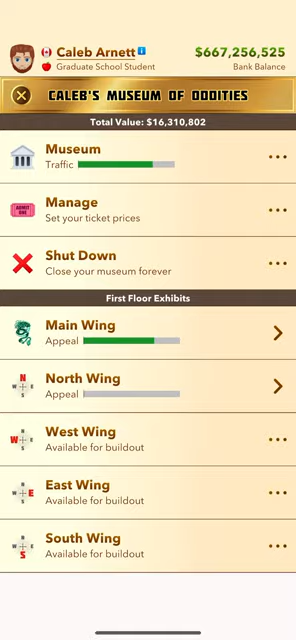 Caleb Arnett
$667,256,525
Graduate School Student
Bank Balance
CALEB'S MUSEUM OF ODDITIES
Total Value: $16,310,802
Museum
Traffic
ADMIT ONE
Manage
Set your ticket prices
Shut Down
Close your museum forever
First Floor Exhibits
Main Wing
Appeal
N
W E
S
North Wing
Appeal
N
W E
S
West Wing
Available for buildout
N
W E
S
East Wing
Available for buildout
N
W E
S
South Wing
Available for buildout